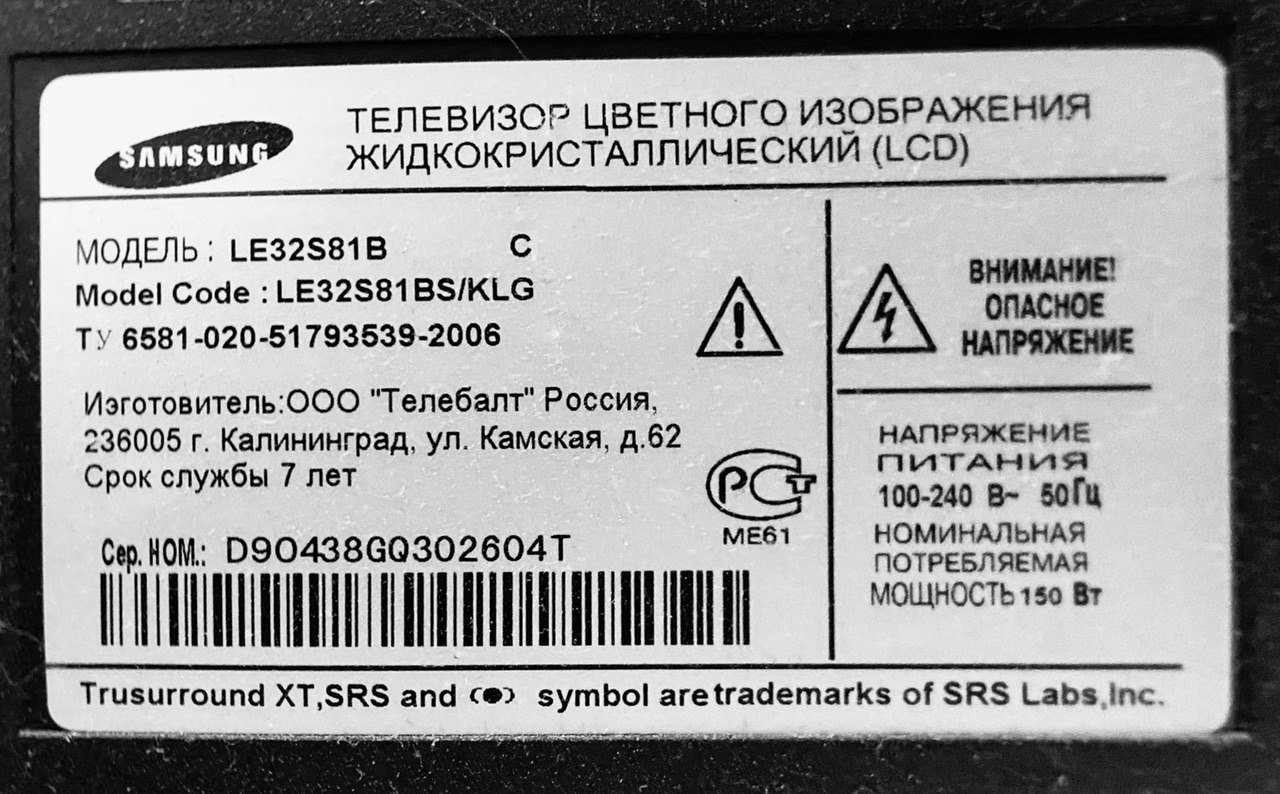 SAMSUNG
ТЕЛЕВИЗОР ЦВЕТНОГО ИЗОБРАЖЕНИЯ
ЖИДКОКРИСТАЛЛИЧЕСКИЙ (LCD)
МОДЕЛЬ : LE32S81B C
Model Code : LE32S81BS/KLG
ТУ 6581-020-51793539-2006
Изготовитель:ООО "Телебалт" Россия,
236005 г. Калининград, ул. Камская, д.62
Срок службы 7 лет
РСТ
МЕ61
Сер. НОМ.: D90438GQ302604T
ВНИМАНИЕ!
ОПАСНОЕ
НАПРЯЖЕНИЕ
НАПРЯЖЕНИЕ
ПИТАНИЯ
100-240 В~ 50Гц
НОМИНАЛЬНАЯ
ПОТРЕБЛЯЕМАЯ
МОЩНОСТЬ 150 Вт
Trusurround XT,SRS and (●) symbol are trademarks of SRS Labs,Inc.